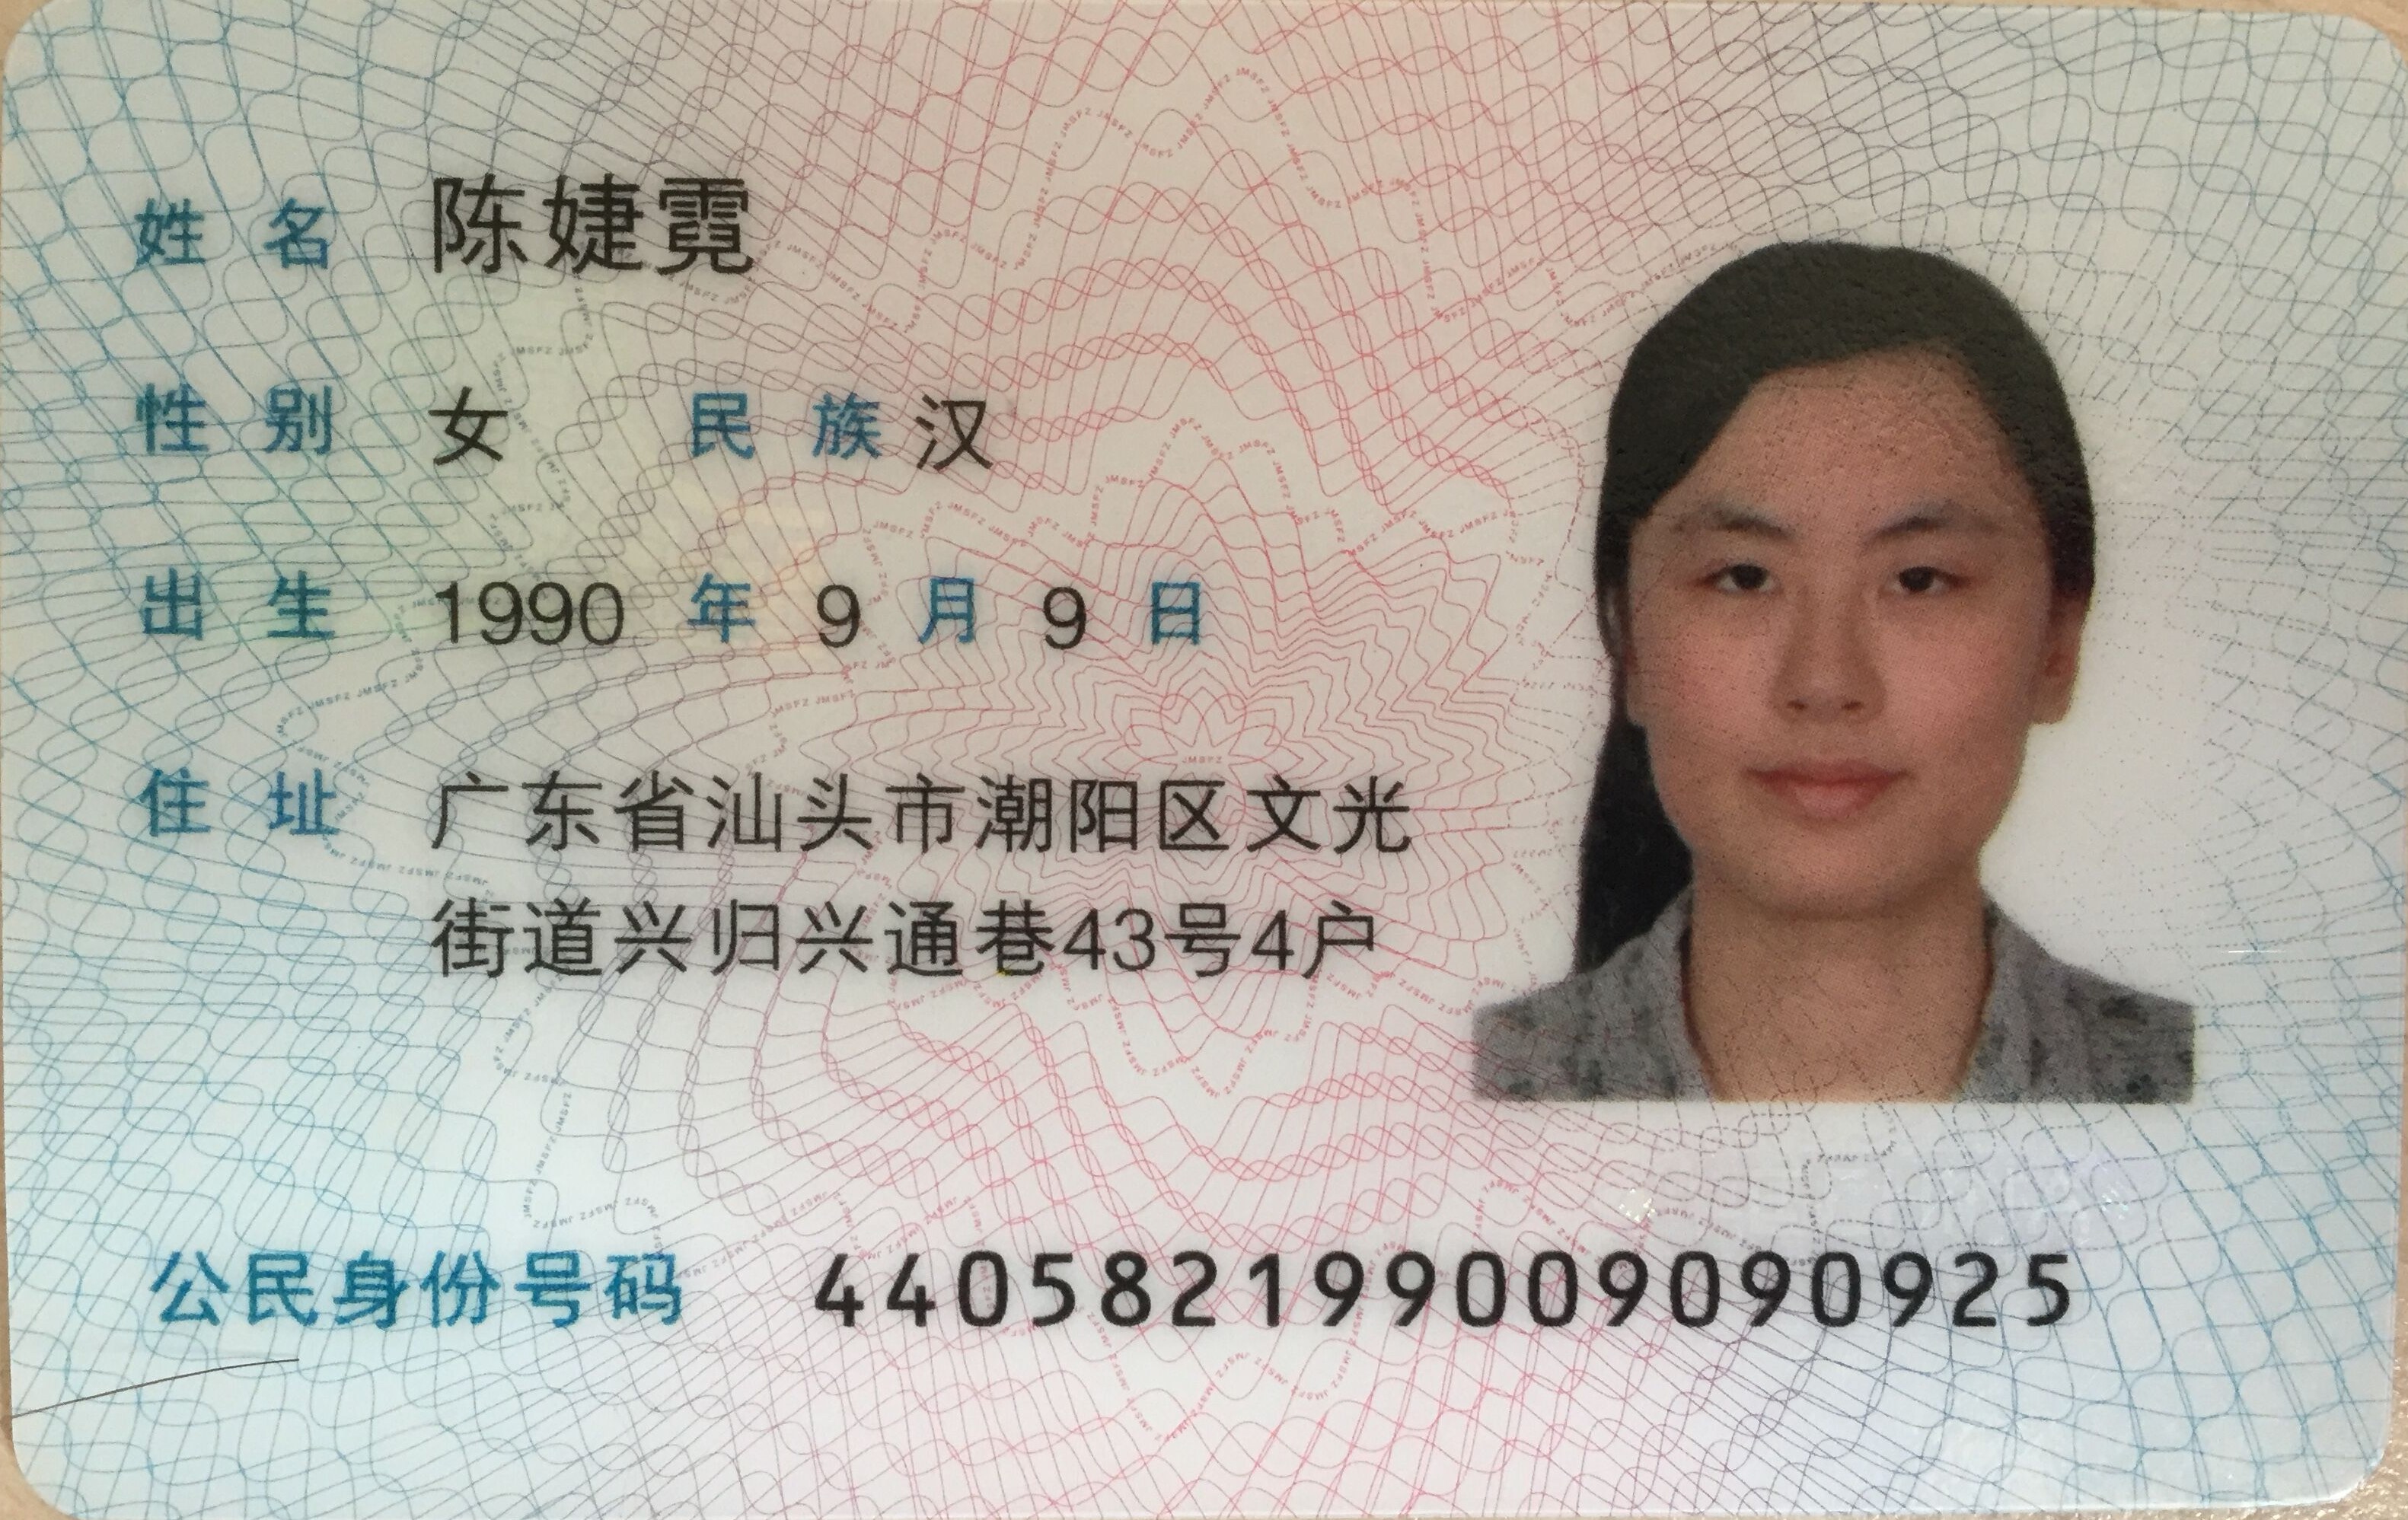 姓名 陈婕霓
性别 女 民族 汉
出生 1990 年 9 月 9 日
住址 广东省汕头市潮阳区文光
街道兴归兴通巷43号4户
公民身份号码 440582199009090925